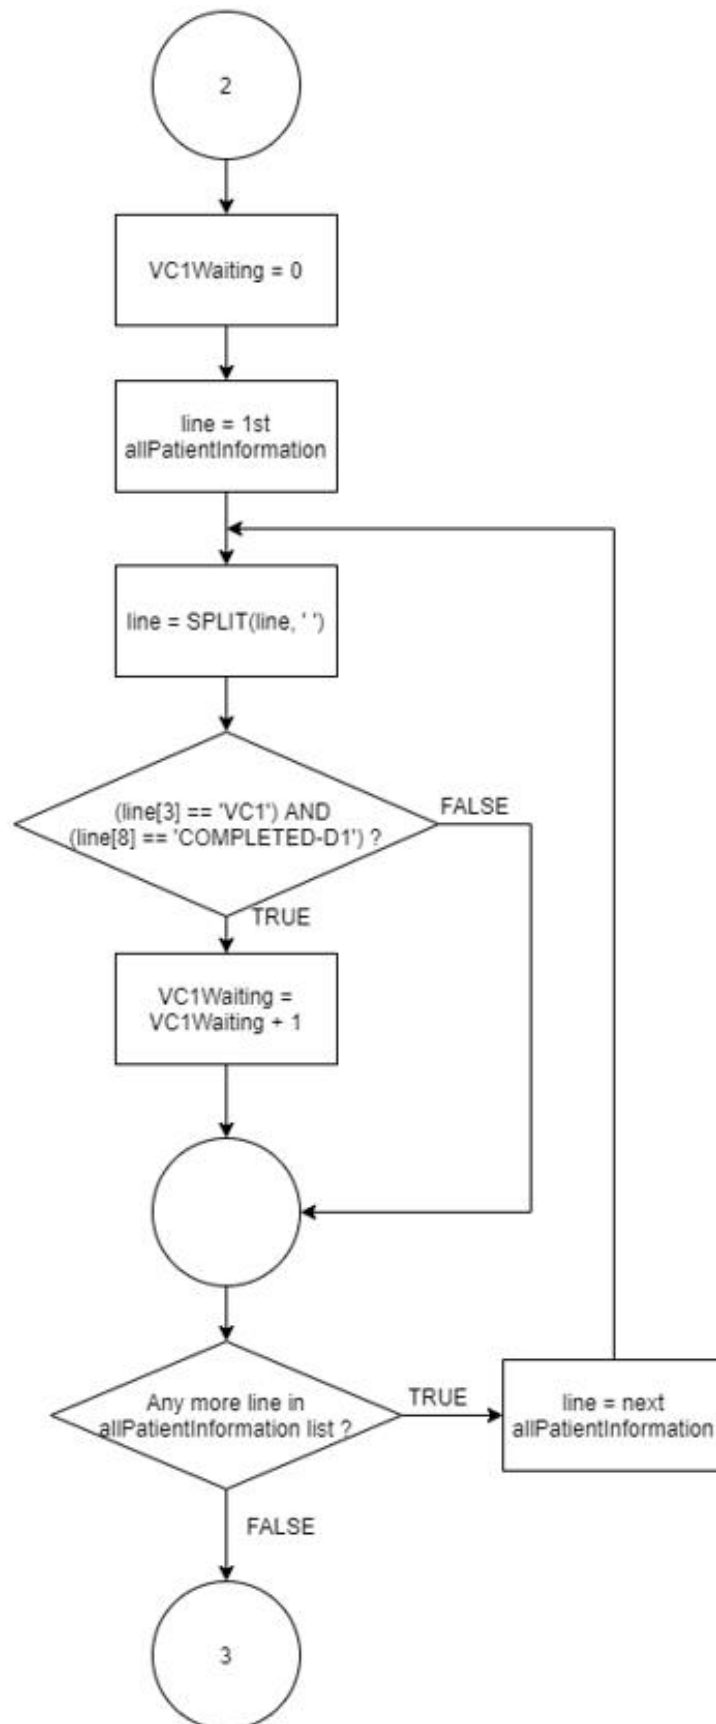 2
VC1Waiting = 0
line = 1st
allPatientInformation
line = SPLIT(line, ' ')
(line[3] == 'VC1') AND
(line[8] == 'COMPLETED-D1') ?
FALSE
TRUE
VC1Waiting =
VC1Waiting + 1
Any more line in
allPatientInformation list ?
TRUE
line = next
allPatientInformation
FALSE
3